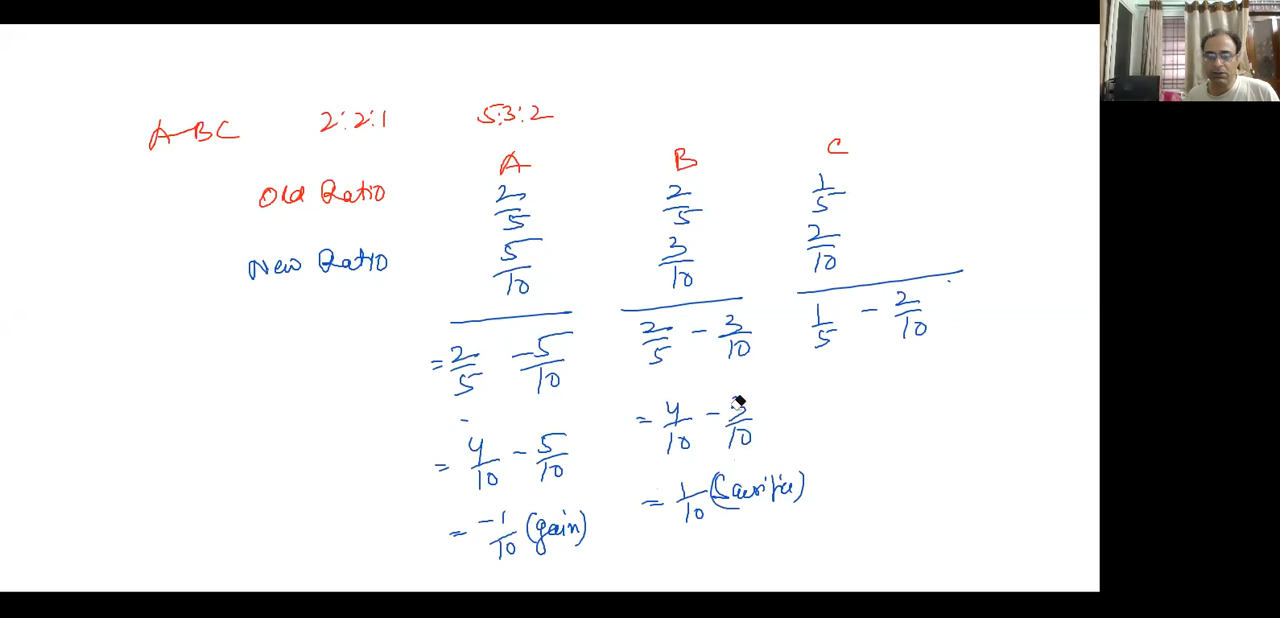 ABC 2:2:1 5:3:2
A B C
Old Ratio 2/5 2/5 1/5
New Ratio 5/10 3/10 2/10
= 2/5 - 5/10 2/5 - 3/10 1/5 - 2/10
= 4/10 - 5/10 = 4/10 - 3/10
= -1/10 (gain) = 1/10 (Sacrifice)